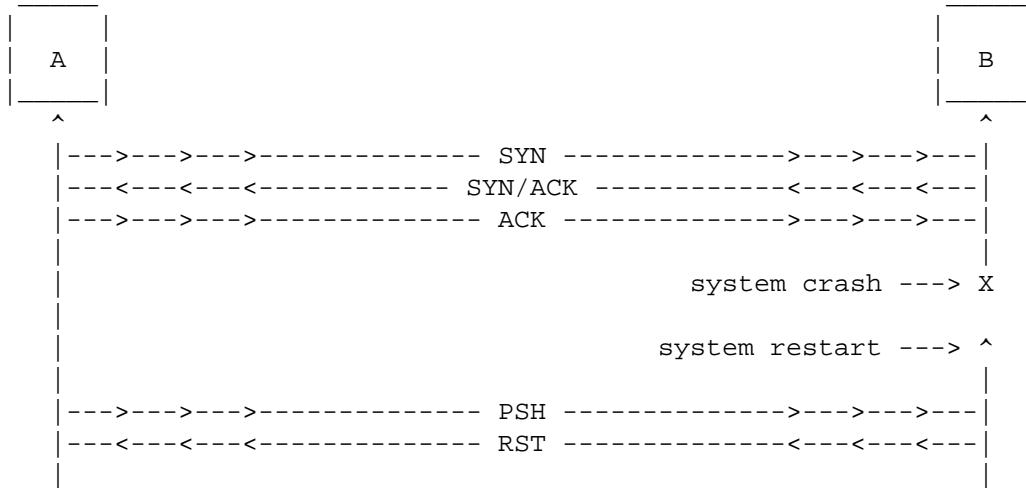 A B
SYN
SYN/ACK
ACK
system crash ---> X
system restart ---> ^
PSH
RST